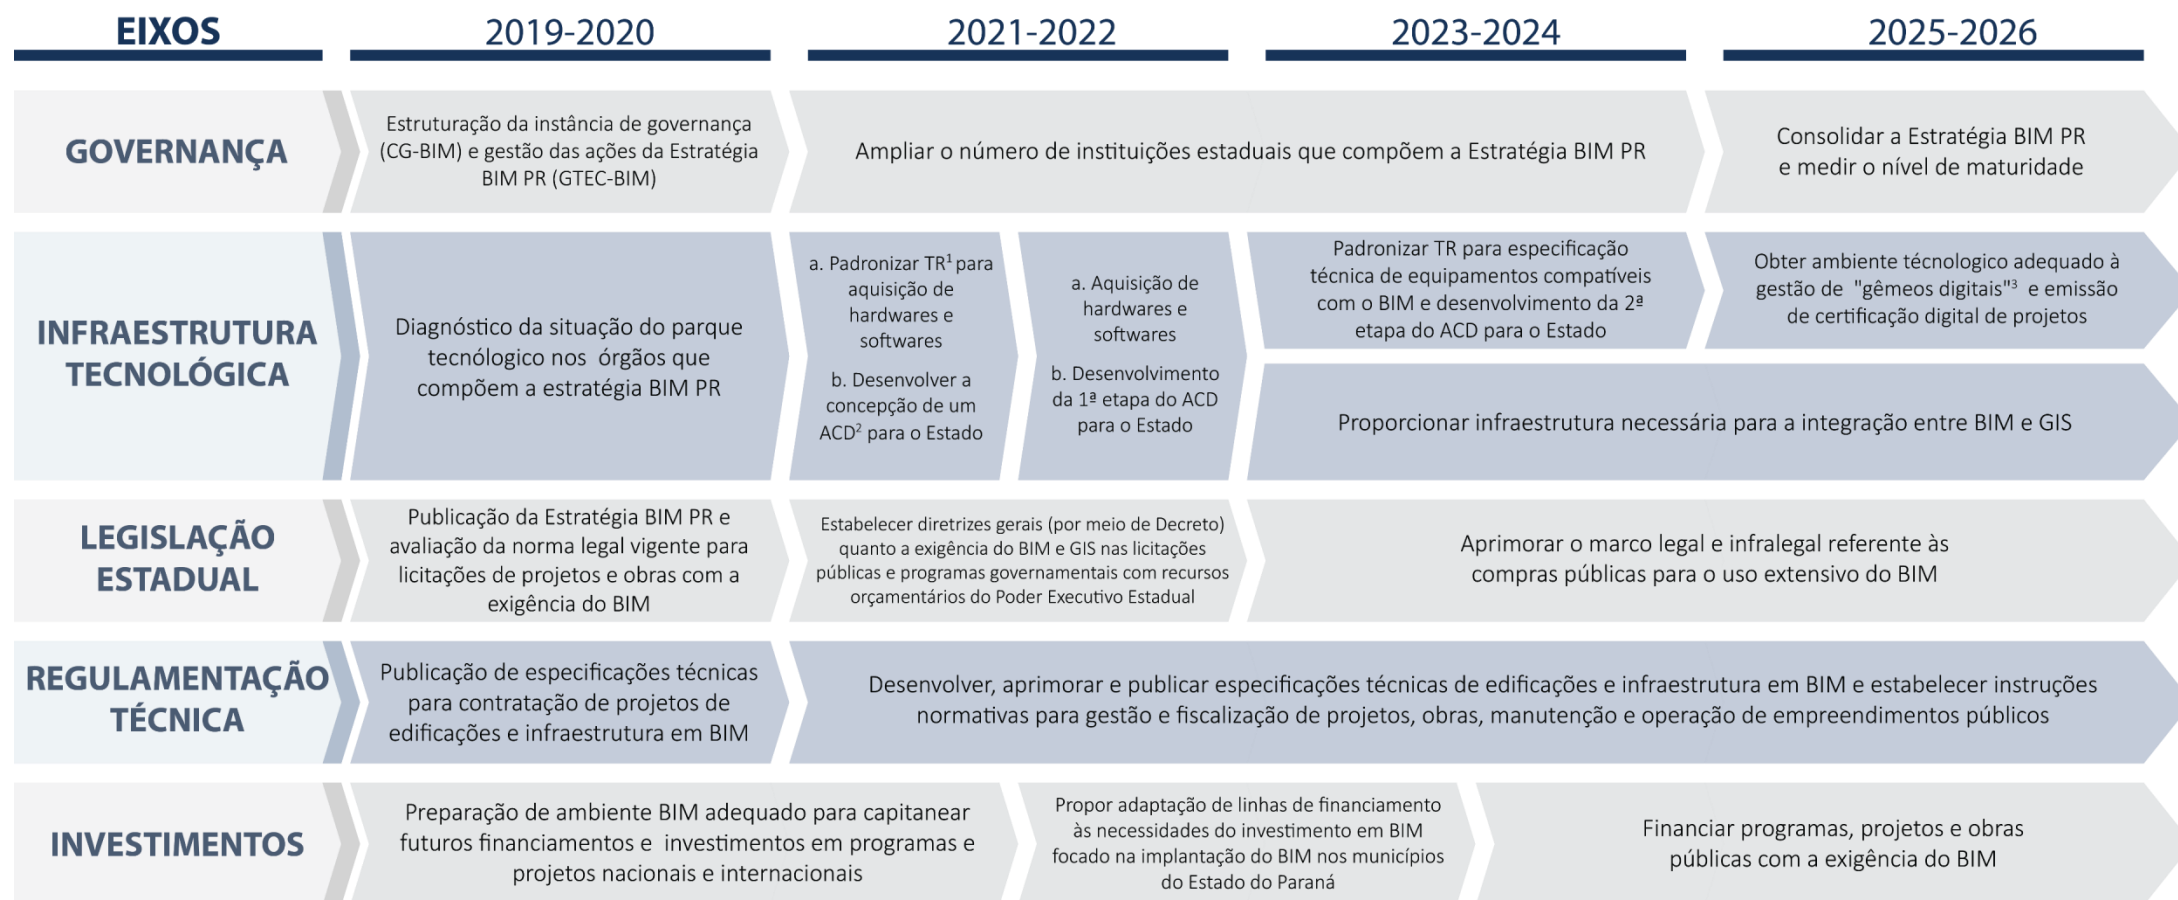 EIXOS
2019-2020
2021-2022
2023-2024
2025-2026
GOVERNANÇA
Estruturação da instância de governança
(CG-BIM) e gestão das ações da Estratégia
BIM PR (GTEC-BIM)
Ampliar o número de instituições estaduais que compõem a Estratégia BIM PR
Consolidar a Estratégia BIM PR
e medir o nível de maturidade
INFRAESTRUTURA
TECNOLÓGICA
Diagnóstico da situação do parque
tecnólogico nos órgãos que
compõem a estratégia BIM PR
a. Padronizar TR¹ para
aquisição de
hardwares e
softwares
b. Desenvolver a
concepção de um
ACD² para o Estado
a. Aquisição de
hardwares e
softwares
b. Desenvolvimento
da 1ª etapa do ACD
para o Estado
Padronizar TR para especificação
técnica de equipamentos compatíveis
com o BIM e desenvolvimento da 2ª
etapa do ACD para o Estado
Obter ambiente técnologico adequado à
gestão de "gêmeos digitais"³ e emissão
de certificação digital de projetos
Proporcionar infraestrutura necessária para a integração entre BIM e GIS
LEGISLAÇÃO
ESTADUAL
Publicação da Estratégia BIM PR e
avaliação da norma legal vigente para
licitações de projetos e obras com a
exigência do BIM
Estabelecer diretrizes gerais (por meio de Decreto)
quanto a exigência do BIM e GIS nas licitações
públicas e programas governamentais com recursos
orçamentários do Poder Executivo Estadual
Aprimorar o marco legal e infralegal referente às
compras públicas para o uso extensivo do BIM
REGULAMENTAÇÃO
TÉCNICA
Publicação de especificações técnicas
para contratação de projetos de
edificações e infraestrutura em BIM
Desenvolver, aprimorar e publicar especificações técnicas de edificações e infraestrutura em BIM e estabelecer instruções
normativas para gestão e fiscalização de projetos, obras, manutenção e operação de empreendimentos públicos
INVESTIMENTOS
Preparação de ambiente BIM adequado para capitanear
futuros financiamentos e investimentos em programas e
projetos nacionais e internacionais
Propor adaptação de linhas de financiamento
às necessidades do investimento em BIM
focado na implantação do BIM nos municípios
do Estado do Paraná
Financiar programas, projetos e obras
públicas com a exigência do BIM